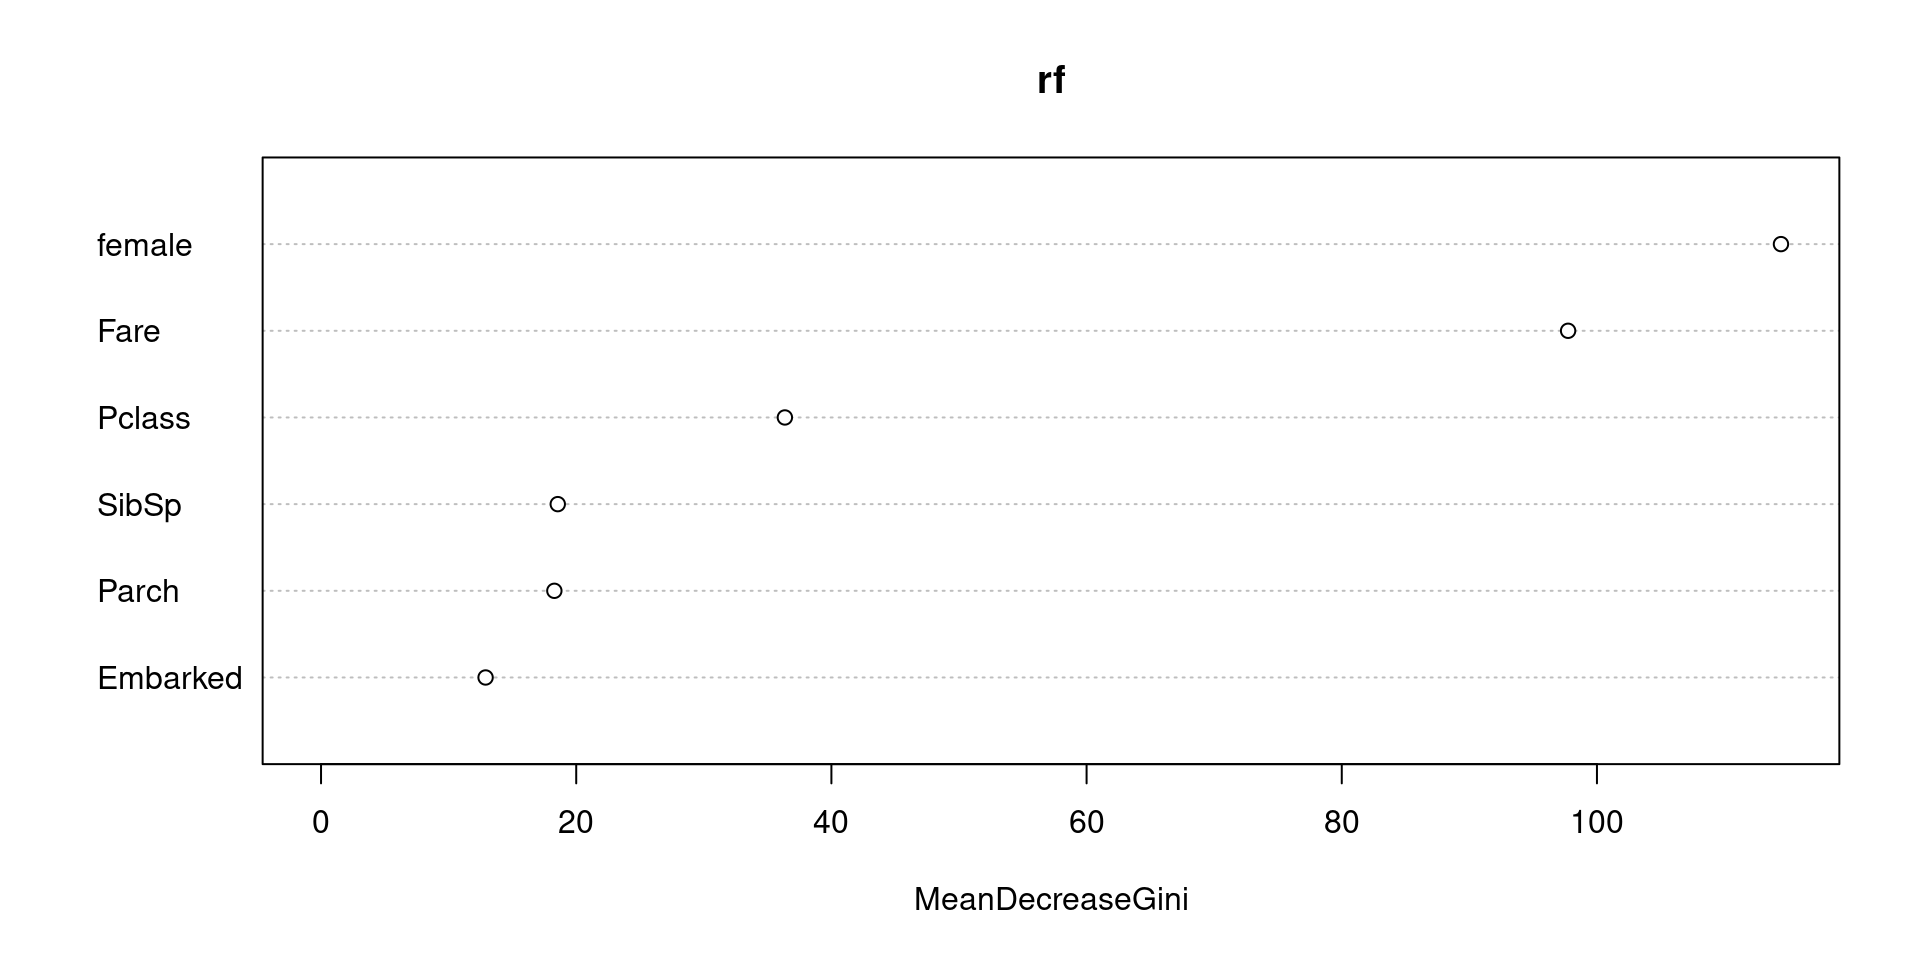 rf
female
Fare
Pclass
SibSp
Parch
Embarked
0 20 40 60 80 100
MeanDecreaseGini